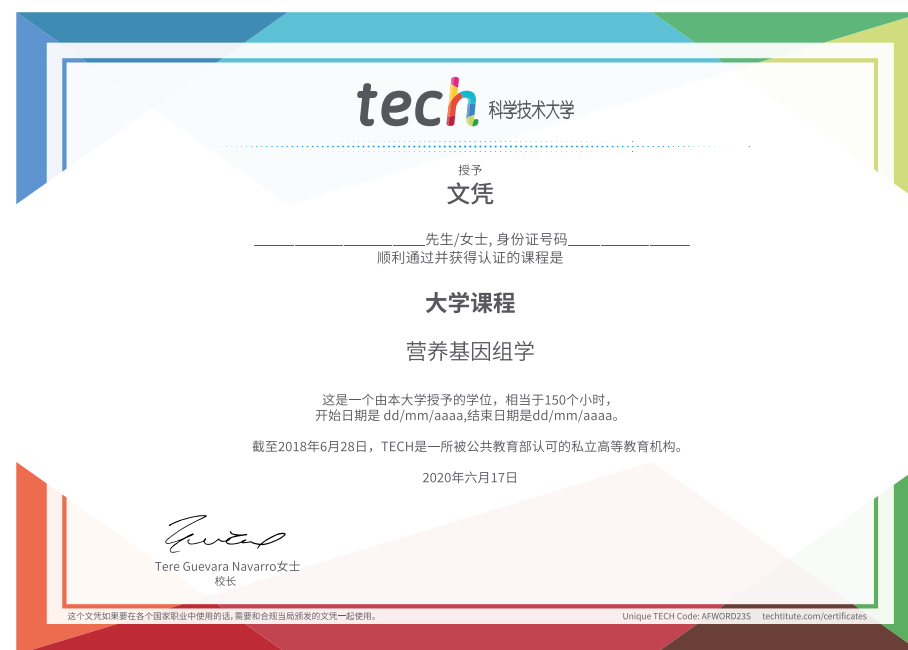 tech 科学技术大学
授予
文凭
先生/女士, 身份证号码
顺利通过并获得认证的课程是
大学课程
营养基因组学
这是一个由本大学授予的学位，相当于150个小时，
开始日期是 dd/mm/aaaa,结束日期是dd/mm/aaaa。
截至2018年6月28日，TECH是一所被公共教育部认可的私立高等教育机构。
2020年六月17日
Tere Guevara Navarro女士
校长
这个文凭如果要在各个国家职业中使用的话,需要和合规当局颁发的文凭一起使用。
Unique TECH Code: AFWORD23S techtitute.com/certificates